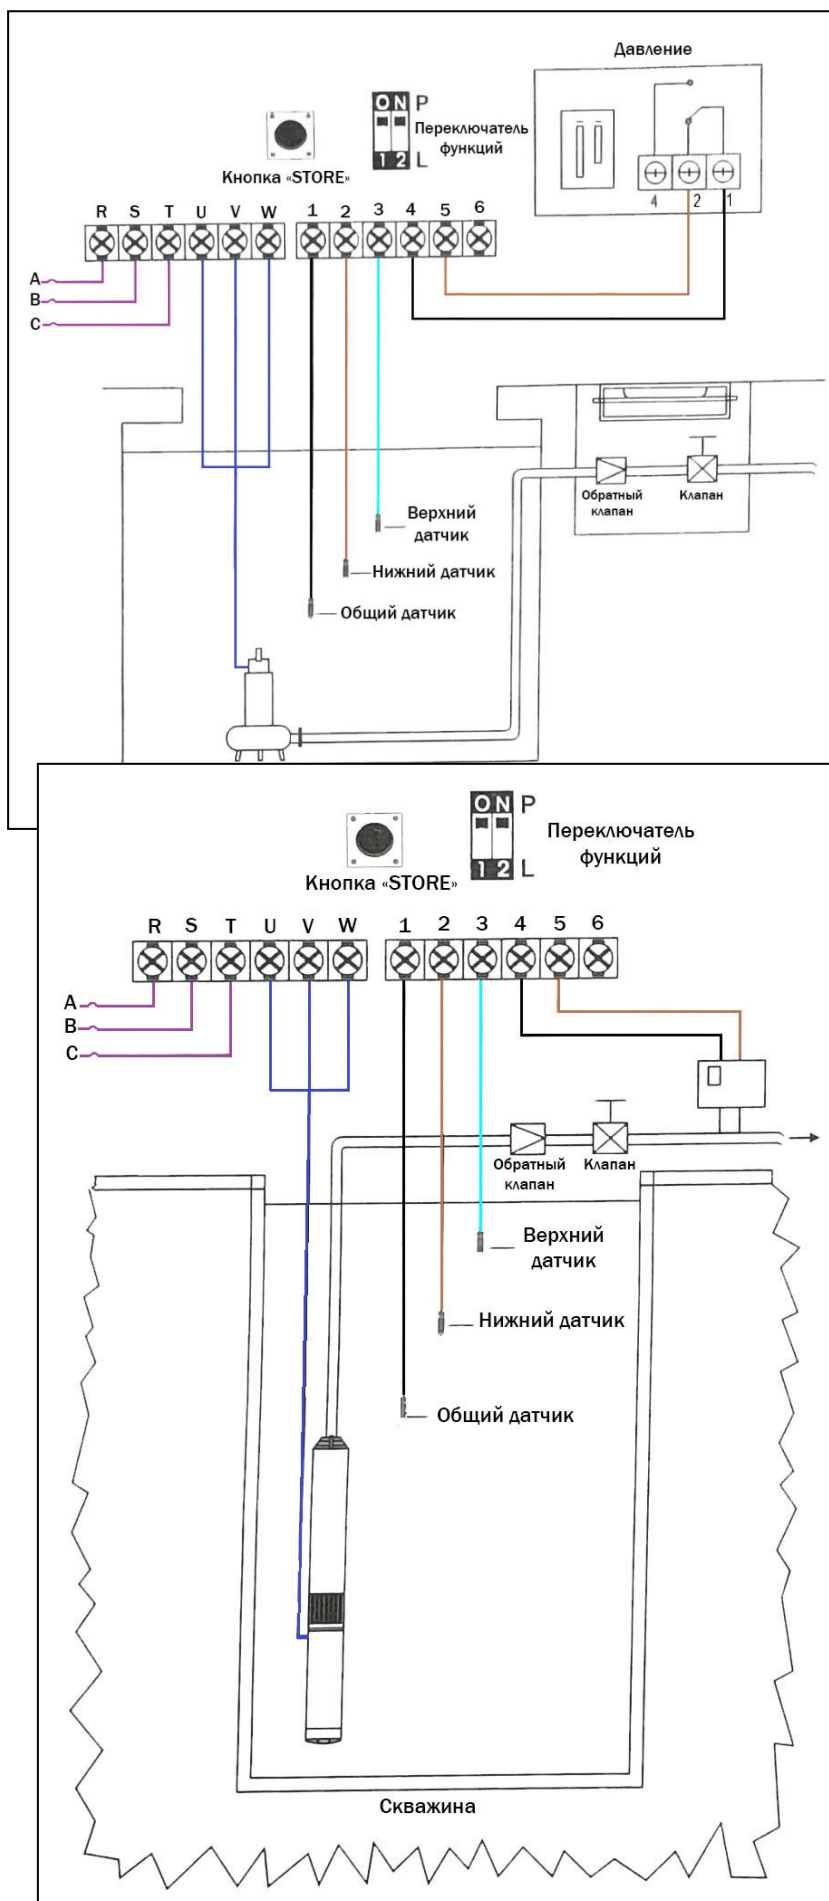 Давление
ON P
Переключатель
функций
1 2 L
Кнопка «STORE»
4 2 1
R S T U V W 1 2 3 4 5 6
A
B
C
Обратный
клапан
Клапан
Верхний
датчик
Нижний датчик
Общий датчик
ON P
Переключатель
функций
1 2 L
Кнопка «STORE»
R S T U V W 1 2 3 4 5 6
A
B
C
Обратный
клапан
Клапан
Верхний
датчик
Нижний датчик
Общий датчик
Скважина